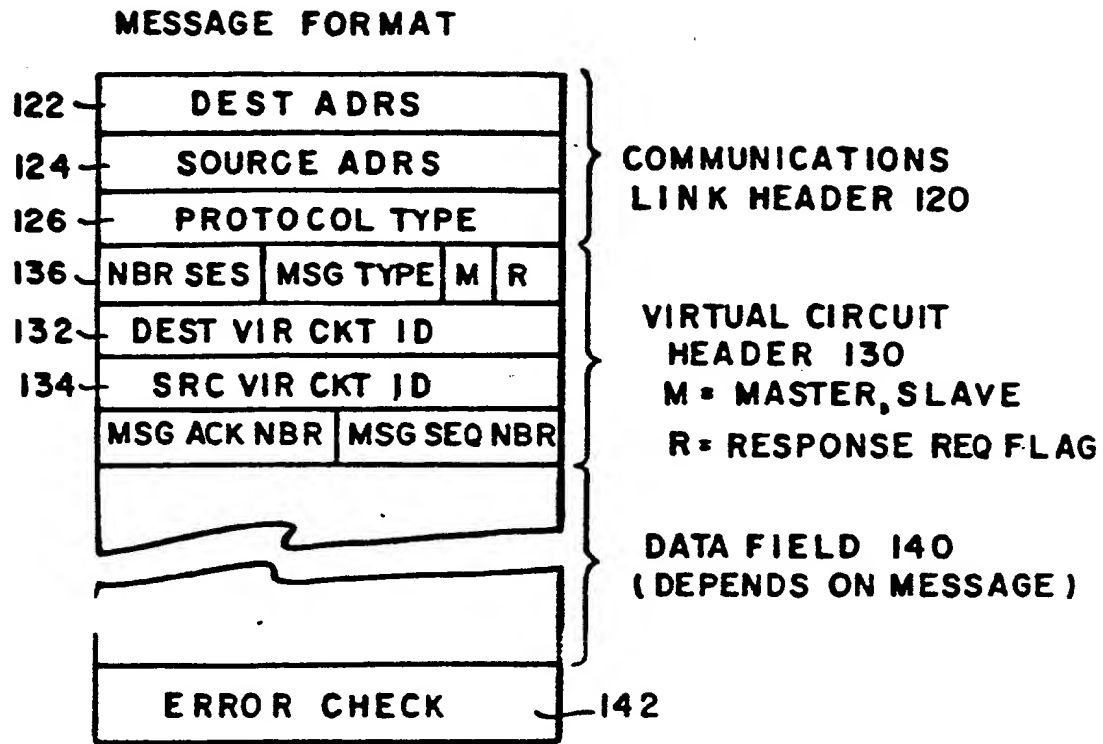 MESSAGE FORMAT
122 DEST ADRS
124 SOURCE ADRS
126 PROTOCOL TYPE
COMMUNICATIONS
LINK HEADER 120
136 NBR SES MSG TYPE M R
132 DEST VIR CKT ID
134 SRC VIR CKT ID
MSG ACK NBR MSG SEQ NBR
VIRTUAL CIRCUIT
HEADER 130
M = MASTER, SLAVE
R = RESPONSE REQ FLAG
DATA FIELD 140
(DEPENDS ON MESSAGE)
ERROR CHECK 142